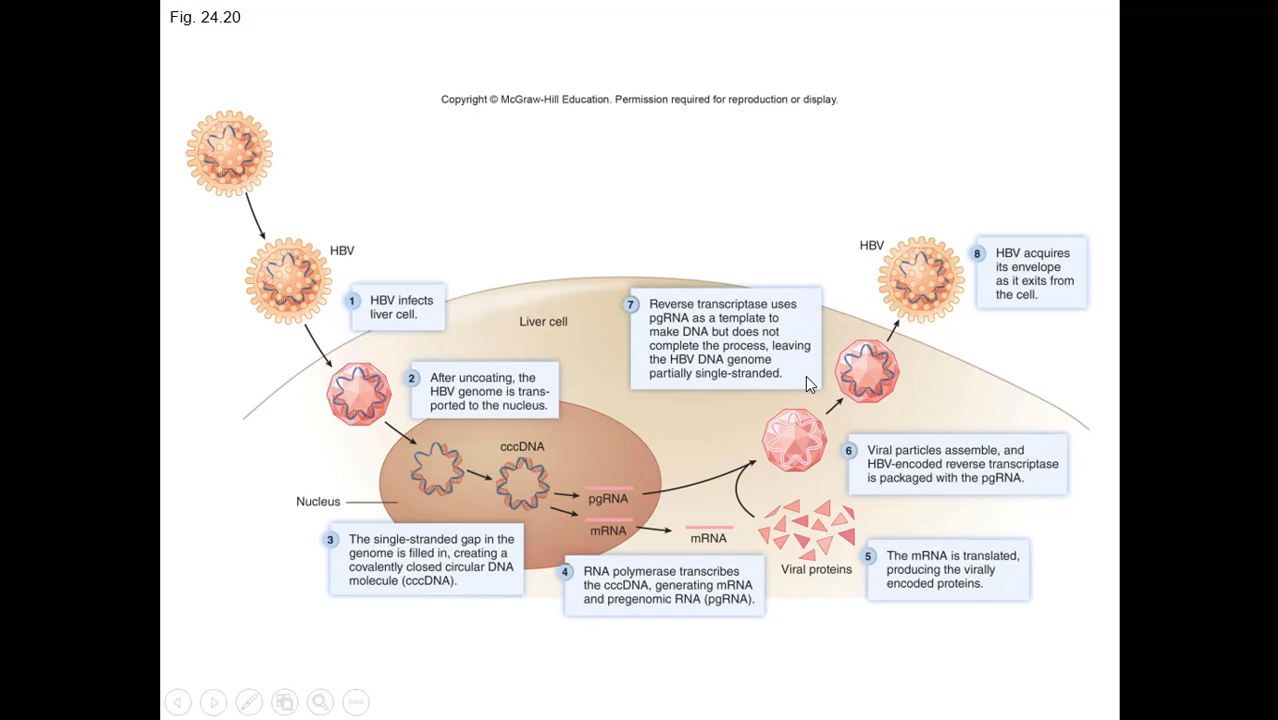 Fig. 24.20
Copyright © McGraw-Hill Education. Permission required for reproduction or display.
HBV
1
HBV infects
liver cell.
Liver cell
2
After uncoating, the
HBV genome is trans-
ported to the nucleus.
cccDNA
Nucleus
3
The single-stranded gap in the
genome is filled in, creating a
covalently closed circular DNA
molecule (cccDNA).
pgRNA
mRNA
mRNA
4
RNA polymerase transcribes
the cccDNA, generating mRNA
and pregenomic RNA (pgRNA).
Viral proteins
5
The mRNA is translated,
producing the virally
encoded proteins.
6
Viral particles assemble, and
HBV-encoded reverse transcriptase
is packaged with the pgRNA.
7
Reverse transcriptase uses
pgRNA as a template to
make DNA but does not
complete the process, leaving
the HBV DNA genome
partially single-stranded.
HBV
8
HBV acquires
its envelope
as it exits from
the cell.